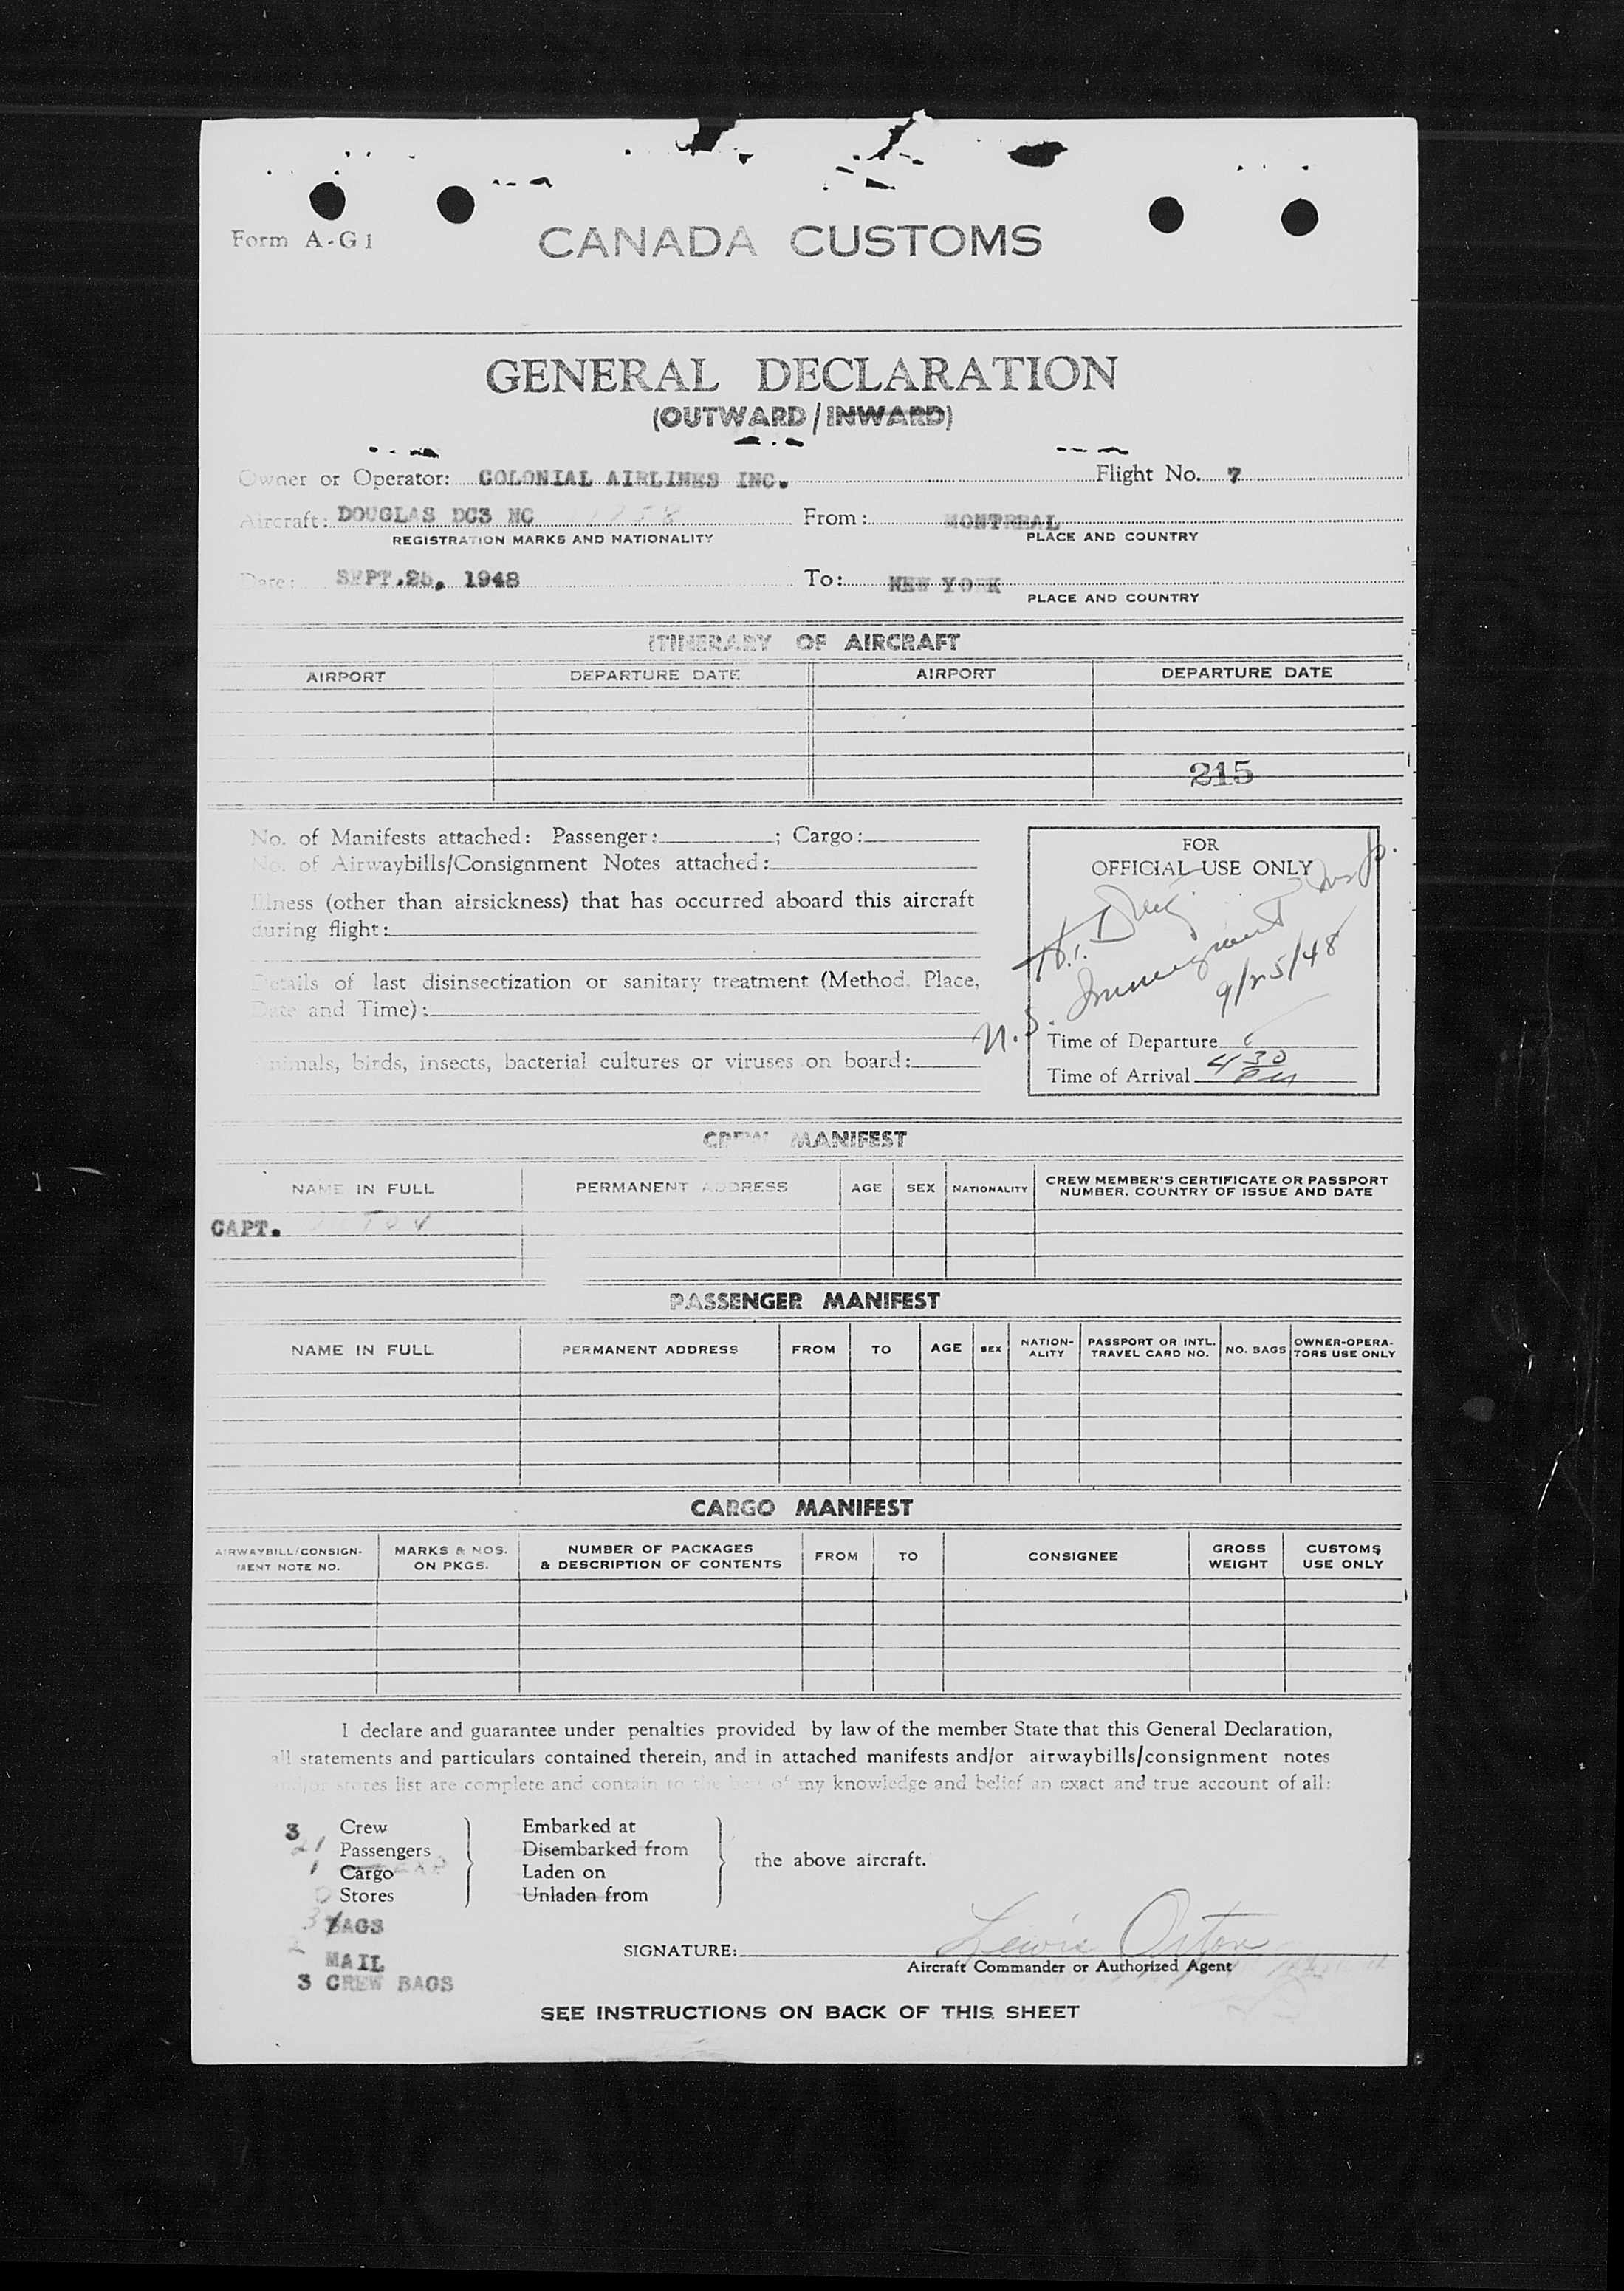 Form A-G1
CANADA CUSTOMS
GENERAL DECLARATION
(OUTWARD/INWARD)
Owner or Operator: COLONIAL AIRLINES INC. Flight No. 7
Aircraft: DOUGLAS DC3 NC From: MONTREAL
REGISTRATION MARKS AND NATIONALITY PLACE AND COUNTRY
Date: SEPT.25, 1948 To: NEW YORK
PLACE AND COUNTRY
ITINERARY OF AIRCRAFT
AIRPORT DEPARTURE DATE AIRPORT DEPARTURE DATE
215
No. of Manifests attached: Passenger: ; Cargo:
No. of Airwaybills/Consignment Notes attached:
Illness (other than airsickness) that has occurred aboard this aircraft
during flight:
Details of last disinsectization or sanitary treatment (Method, Place,
Date and Time):
Animals, birds, insects, bacterial cultures or viruses on board:
FOR
OFFICIAL USE ONLY
U.S. Immigrant Insp.
9/25/48
Time of Departure
Time of Arrival 4 30 PM
CREW MANIFEST
NAME IN FULL PERMANENT ADDRESS AGE SEX NATIONALITY CREW MEMBER'S CERTIFICATE OR PASSPORT
NUMBER, COUNTRY OF ISSUE AND DATE
CAPT.
PASSENGER MANIFEST
NAME IN FULL PERMANENT ADDRESS FROM TO AGE SEX NATION-
ALITY PASSPORT OR INTL.
TRAVEL CARD NO. NO. BAGS OWNER-OPERA-
TORS USE ONLY
CARGO MANIFEST
AIRWAYBILL/CONSIGN-
MENT NOTE NO. MARKS & NOS.
ON PKGS. NUMBER OF PACKAGES
& DESCRIPTION OF CONTENTS FROM TO CONSIGNEE GROSS
WEIGHT CUSTOMS
USE ONLY
I declare and guarantee under penalties provided by law of the member State that this General Declaration,
all statements and particulars contained therein, and in attached manifests and/or airwaybills/consignment notes
and/or stores list are complete and contain to the best of my knowledge and belief an exact and true account of all:
3 Crew Embarked at
21 Passengers Disembarked from
1 Cargo Laden on the above aircraft.
0 Stores Unladen from
BAGS
MAIL
3 CREW BAGS
SIGNATURE: Lewis Orton
Aircraft Commander or Authorized Agent
SEE INSTRUCTIONS ON BACK OF THIS SHEET